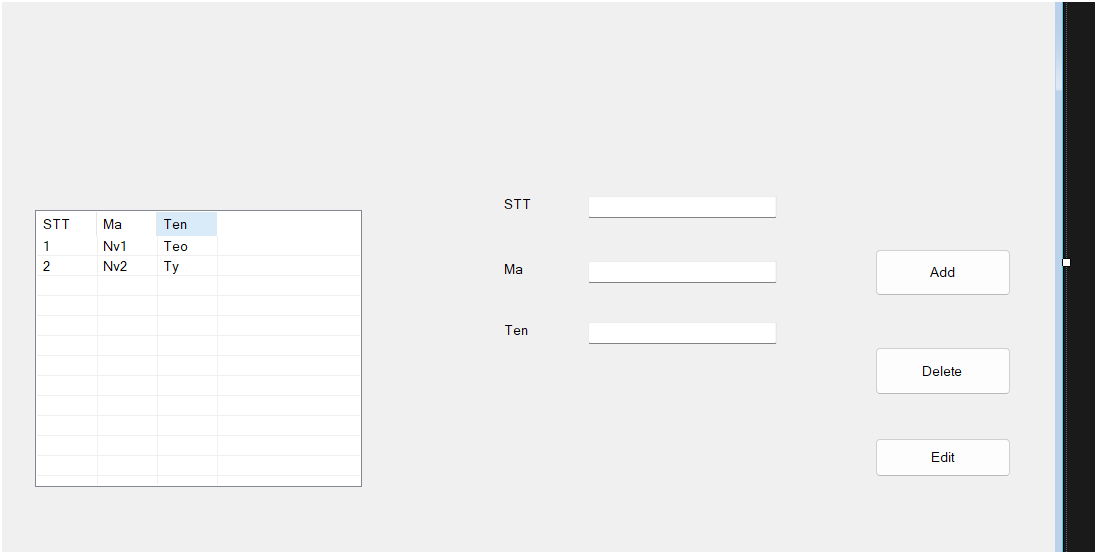 STT Ma Ten
1 Nv1 Teo
2 Nv2 Ty
STT
Ma
Ten
Add
Delete
Edit